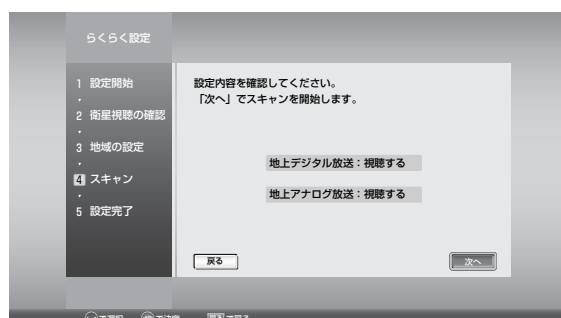 らくらく設定
1 設定開始
2 衛星視聴の確認
3 地域の設定
4 スキャン
5 設定完了
設定内容を確認してください。
「次へ」でスキャンを開始します。
地上デジタル放送：視聴する
地上アナログ放送：視聴する
戻る
次へ